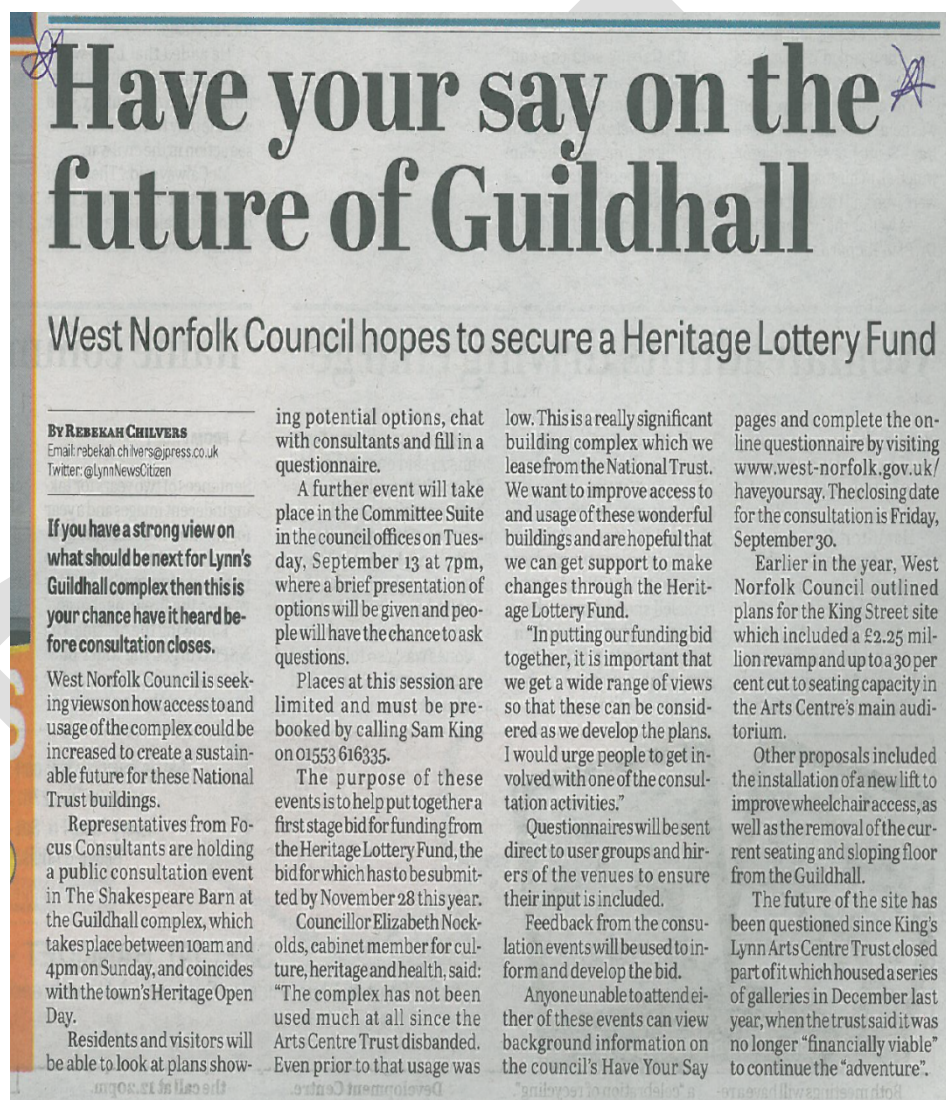 Have your say on the
future of Guildhall
West Norfolk Council hopes to secure a Heritage Lottery Fund
BY REBEKAH CHILVERS
Email: rebekah.chilvers@jpress.co.uk
Twitter: @LynnNewsCitizen
If you have a strong view on
what should be next for Lynn's
Guildhall complex then this is
your chance have it heard be-
fore consultation closes.
West Norfolk Council is seek-
ing views on how access to and
usage of the complex could be
increased to create a sustain-
able future for these National
Trust buildings.
Representatives from Fo-
cus Consultants are holding
a public consultation event
in The Shakespeare Barn at
the Guildhall complex, which
takes place between 10am and
4pm on Sunday, and coincides
with the town's Heritage Open
Day.
Residents and visitors will
be able to look at plans show-
ing potential options, chat
with consultants and fill in a
questionnaire.
A further event will take
place in the Committee Suite
in the council offices on Tues-
day, September 13 at 7pm,
where a brief presentation of
options will be given and peo-
ple will have the chance to ask
questions.
Places at this session are
limited and must be pre-
booked by calling Sam King
on 01553 616335.
The purpose of these
events is to help put together a
first stage bid for funding from
the Heritage Lottery Fund, the
bid for which has to be submit-
ted by November 28 this year.
Councillor Elizabeth Nock-
olds, cabinet member for cul-
ture, heritage and health, said:
"The complex has not been
used much at all since the
Arts Centre Trust disbanded.
Even prior to that usage was
low. This is a really significant
building complex which we
lease from the National Trust.
We want to improve access to
and usage of these wonderful
buildings and are hopeful that
we can get support to make
changes through the Herit-
age Lottery Fund.
"In putting our funding bid
together, it is important that
we get a wide range of views
so that these can be consid-
ered as we develop the plans.
I would urge people to get in-
volved with one of the consul-
tation activities."
Questionnaires will be sent
direct to user groups and hir-
ers of the venues to ensure
their input is included.
Feedback from the consu-
lation events will be used to in-
form and develop the bid.
Anyone unable to attend ei-
ther of these events can view
background information on
the council's Have Your Say
pages and complete the on-
line questionnaire by visiting
www.west-norfolk.gov.uk/
haveyoursay. The closing date
for the consultation is Friday,
September 30.
Earlier in the year, West
Norfolk Council outlined
plans for the King Street site
which included a £2.25 mil-
lion revamp and up to a 30 per
cent cut to seating capacity in
the Arts Centre's main audi-
torium.
Other proposals included
the installation of a new lift to
improve wheelchair access, as
well as the removal of the cur-
rent seating and sloping floor
from the Guildhall.
The future of the site has
been questioned since King's
Lynn Arts Centre Trust closed
part of it which housed a series
of galleries in December last
year, when the trust said it was
no longer "financially viable"
to continue the "adventure".